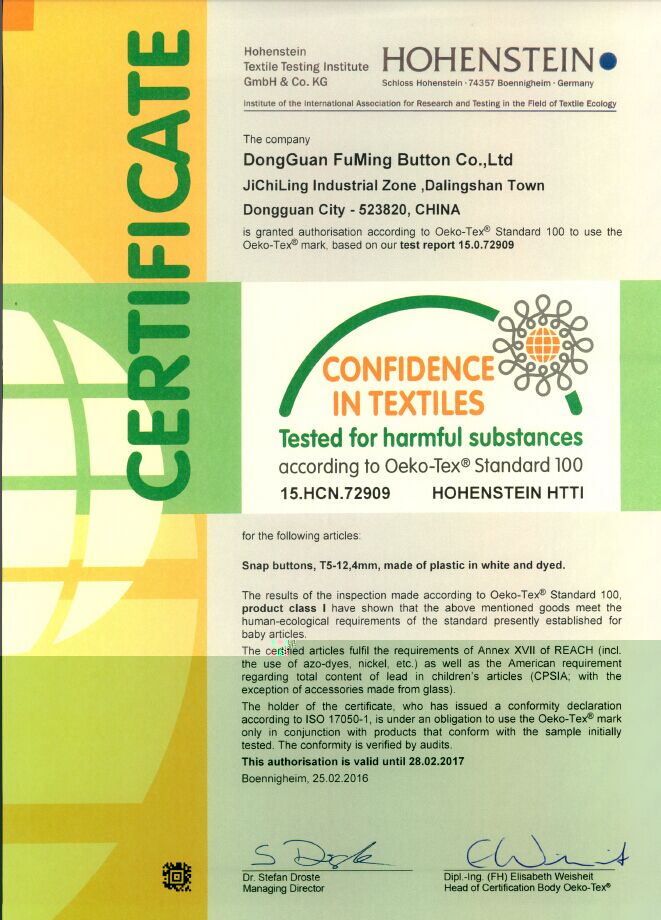 CERTIFICATE
Hohenstein
Textile Testing Institute
GmbH & Co. KG
HOHENSTEIN
Schloss Hohenstein · 74357 Boennigheim · Germany
Institute of the International Association for Research and Testing in the Field of Textile Ecology
The company
DongGuan FuMing Button Co.,Ltd
JiChiLing Industrial Zone ,Dalingshan Town
Dongguan City - 523820, CHINA
is granted authorisation according to Oeko-Tex® Standard 100 to use the
Oeko-Tex® mark, based on our test report 15.0.72909
CONFIDENCE
IN TEXTILES
Tested for harmful substances
according to Oeko-Tex® Standard 100
15.HCN.72909 HOHENSTEIN HTTI
for the following articles:
Snap buttons, T5-12,4mm, made of plastic in white and dyed.
The results of the inspection made according to Oeko-Tex® Standard 100,
product class I have shown that the above mentioned goods meet the
human-ecological requirements of the standard presently established for
baby articles.
The certified articles fulfil the requirements of Annex XVII of REACH (incl.
the use of azo-dyes, nickel, etc.) as well as the American requirement
regarding total content of lead in children's articles (CPSIA; with the
exception of accessories made from glass).
The holder of the certificate, who has issued a conformity declaration
according to ISO 17050-1, is under an obligation to use the Oeko-Tex® mark
only in conjunction with products that conform with the sample initially
tested. The conformity is verified by audits.
This authorisation is valid until 28.02.2017
Boennigheim, 25.02.2016
Dr. Stefan Droste
Managing Director
Dipl.-Ing. (FH) Elisabeth Weisheit
Head of Certification Body Oeko-Tex®